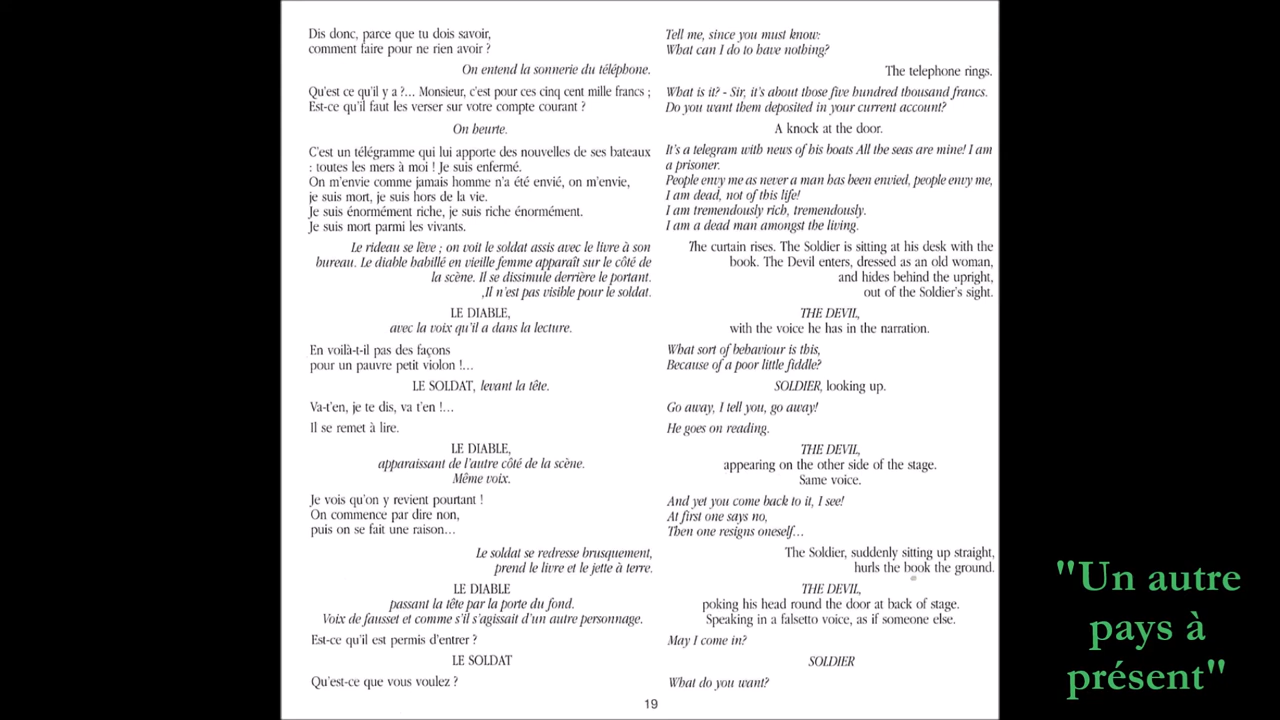 Dis donc, parce que tu dois savoir,
comment faire pour ne rien avoir ?
On entend la sonnerie du téléphone.
Qu'est ce qu'il y a ?... Monsieur, c'est pour ces cinq cent mille francs ;
Est-ce qu'il faut les verser sur votre compte courant ?
On heurte.
C'est un télégramme qui lui apporte des nouvelles de ses bateaux
: toutes les mers à moi ! Je suis enfermé.
On m'envie comme jamais homme n'a été envié, on m'envie,
je suis mort, je suis hors de la vie.
Je suis énormément riche, je suis riche énormément.
Je suis mort parmi les vivants.
Le rideau se lève ; on voit le soldat assis avec le livre à son
bureau. Le diable habillé en vieille femme apparaît sur le côté de
la scène. Il se dissimule derrière le portant.
,Il n'est pas visible pour le soldat.
LE DIABLE,
avec la voix qu'il a dans la lecture.
En voilà-t-il pas des façons
pour un pauvre petit violon !...
LE SOLDAT, levant la tête.
Va-t'en, je te dis, va t'en !...
Il se remet à lire.
LE DIABLE,
apparaissant de l'autre côté de la scène.
Même voix.
Je vois qu'on y revient pourtant !
On commence par dire non,
puis on se fait une raison...
Le soldat se redresse brusquement,
prend le livre et le jette à terre.
LE DIABLE
passant la tête par la porte du fond.
Voix de fausset et comme s'il s'agissait d'un autre personnage.
Est-ce qu'il est permis d'entrer ?
LE SOLDAT
Qu'est-ce que vous voulez ?
Tell me, since you must know:
What can I do to have nothing?
The telephone rings.
What is it? - Sir, it's about those five hundred thousand francs.
Do you want them deposited in your current account?
A knock at the door.
It's a telegram with news of his boats All the seas are mine! I am
a prisoner.
People envy me as never a man has been envied, people envy me,
I am dead, not of this life!
I am tremendously rich, tremendously.
I am a dead man amongst the living.
The curtain rises. The Soldier is sitting at his desk with the
book. The Devil enters, dressed as an old woman,
and hides behind the upright,
out of the Soldier's sight.
THE DEVIL,
with the voice he has in the narration.
What sort of behaviour is this,
Because of a poor little fiddle?
SOLDIER, looking up.
Go away, I tell you, go away!
He goes on reading.
THE DEVIL,
appearing on the other side of the stage.
Same voice.
And yet you come back to it, I see!
At first one says no,
Then one resigns oneself...
The Soldier, suddenly sitting up straight,
hurls the book the ground.
THE DEVIL,
poking his head round the door at back of stage.
Speaking in a falsetto voice, as if someone else.
May I come in?
SOLDIER
What do you want?
19
"Un autre
pays à
présent"